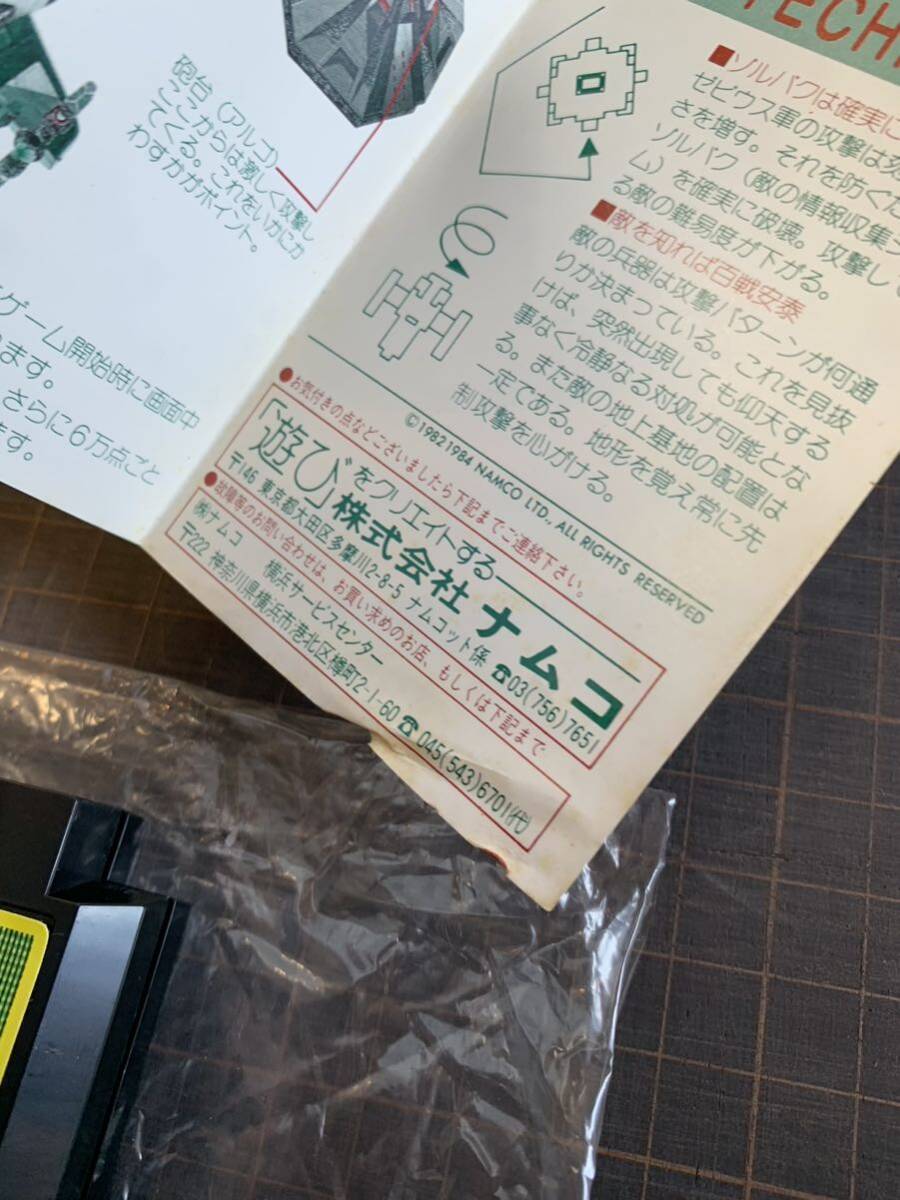 砲台（アルゴ）
ここからは激しく攻撃し
てくる。これをいかにか
わすかがポイント。
ゲーム開始時に画面中
ます。
さらに6万点ごと
す。
TECH
■ソルバクは確実に
ゼビウス軍の攻撃は
さを増す。それを防ぐ
ソルバク（敵の情報収集
ム）を確実に破壊。攻撃して
る敵の難易度が下がる。
■敵を知れば百戦安泰
敵の兵器は攻撃パターンが何通
りか決まっている。これを見抜
けば、突然出現しても仰天する
事なく冷静なる対処が可能とな
る。また敵の地上基地の配置は
一定である。地形を覚え常に先
制攻撃を心がける。
©1982 1984 NAMCO LTD., ALL RIGHTS RESERVED
●お気付きの点などございましたら下記までご連絡下さい。
「遊び」をクリエイトする
株式会社ナムコ
〒146 東京都大田区多摩川2-8-5 ナムコット係 ☎03(756)7651
●故障等のお問い合わせは、お買い求めのお店、もしくは下記まで
㈱ナムコ 横浜サービスセンター
〒222 神奈川県横浜市港北区樽町2-1-60 ☎045(543)6701(代)